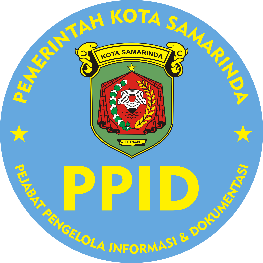 PEMERINTAH KOTA SAMARINDA
KOTA SAMARINDA
PPID
PEJABAT PENGELOLA INFORMASI & DOKUMENTASI